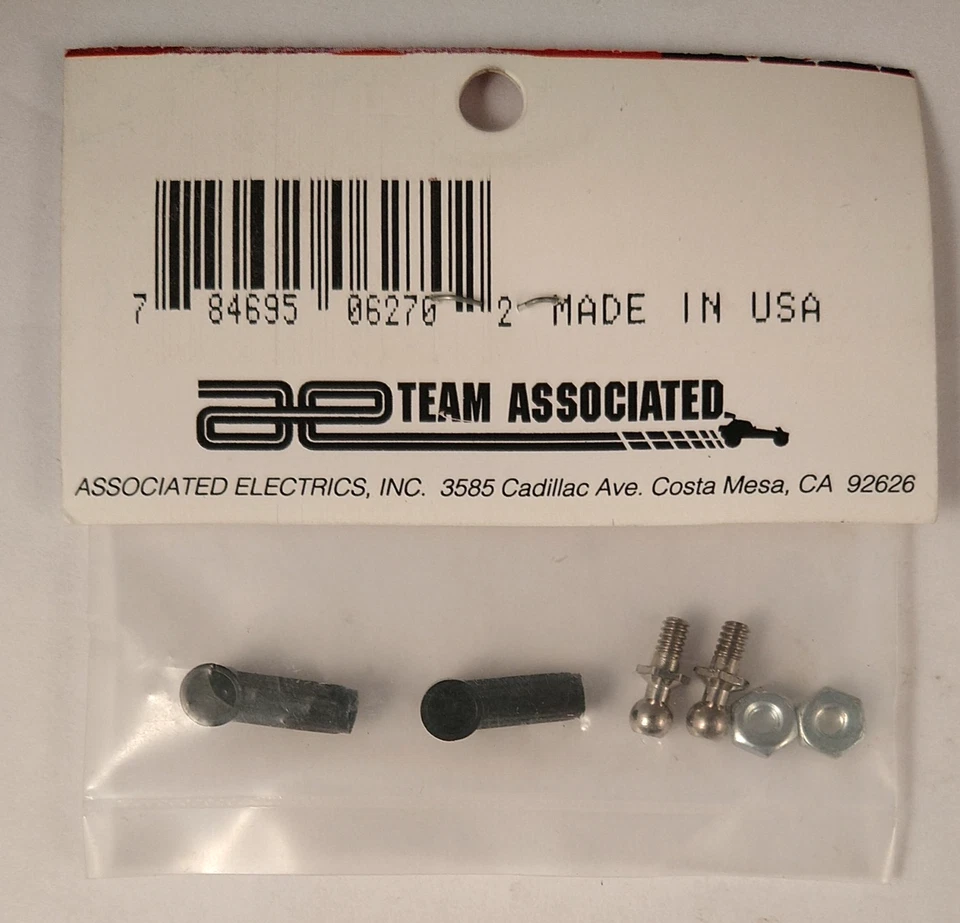 7 84695 06270 2 MADE IN USA
ae TEAM ASSOCIATED
ASSOCIATED ELECTRICS, INC. 3585 Cadillac Ave. Costa Mesa, CA 92626